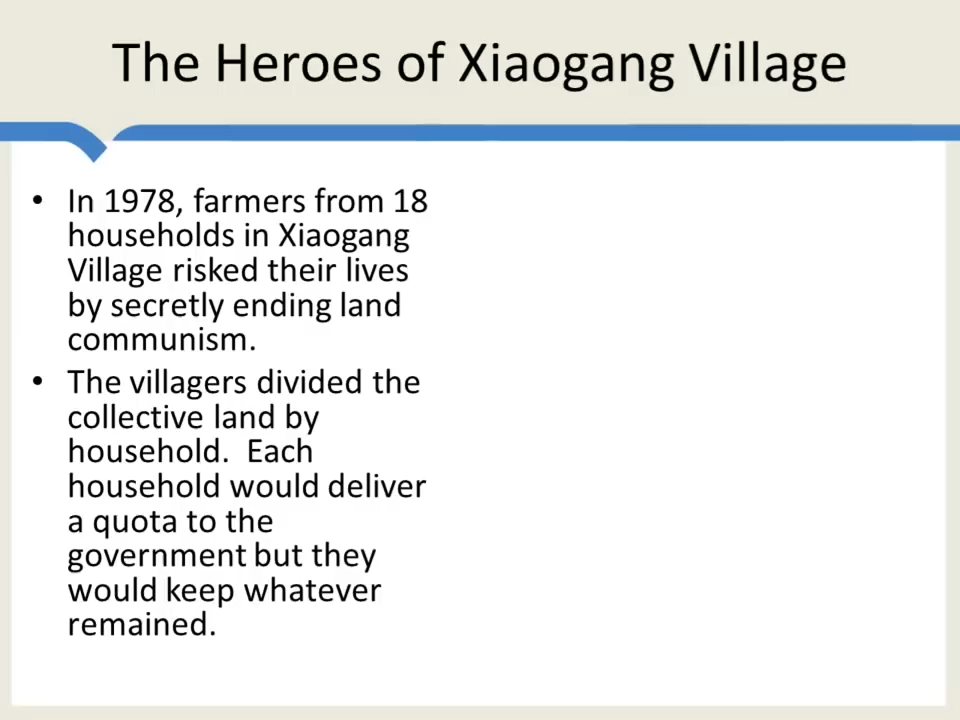 The Heroes of Xiaogang Village
• In 1978, farmers from 18
households in Xiaogang
Village risked their lives
by secretly ending land
communism.
• The villagers divided the
collective land by
household.  Each
household would deliver
a quota to the
government but they
would keep whatever
remained.